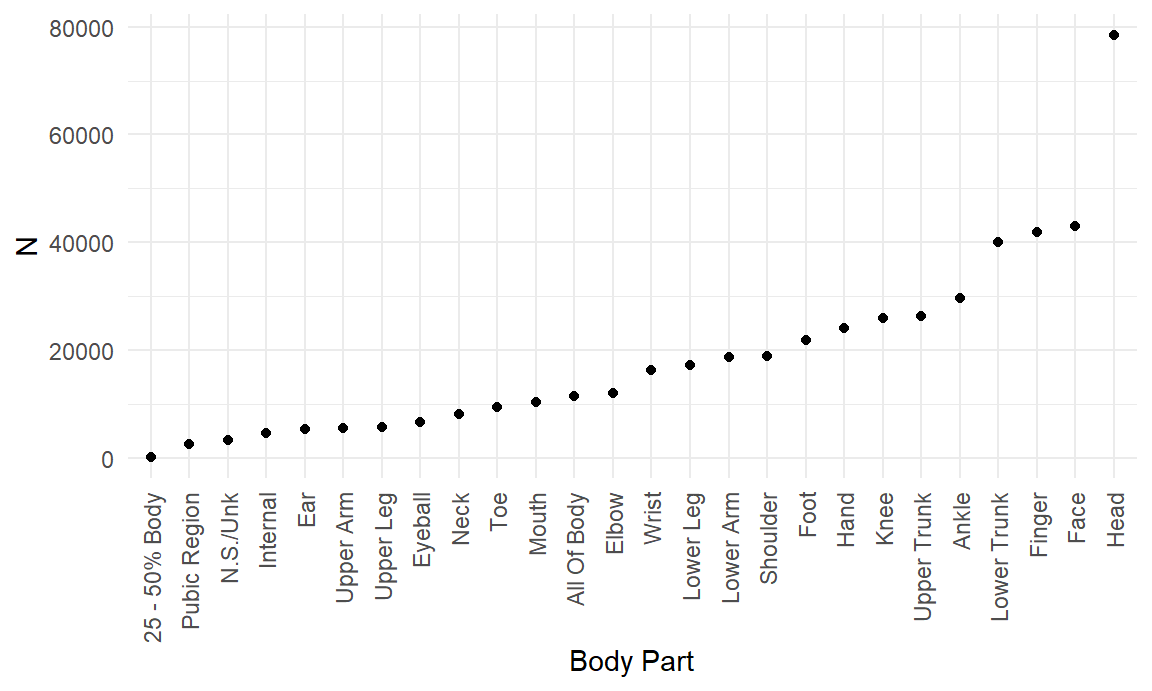 80000
60000
40000
20000
0
N
25 - 50% Body
Pubic Region
N.S./Unk
Internal
Ear
Upper Arm
Upper Leg
Eyeball
Neck
Toe
Mouth
All Of Body
Elbow
Wrist
Lower Leg
Lower Arm
Shoulder
Foot
Hand
Knee
Upper Trunk
Ankle
Lower Trunk
Finger
Face
Head
Body Part